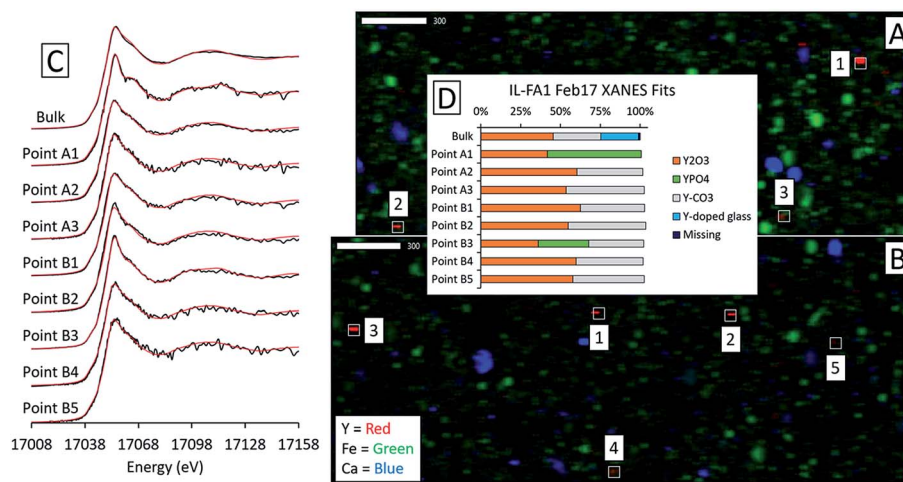 C
Bulk
Point A1
Point A2
Point A3
Point B1
Point B2
Point B3
Point B4
Point B5
17008 17038 17068 17098 17128 17158
Energy (eV)
300
A
1
2
3
D
IL-FA1 Feb17 XANES Fits
0% 25% 50% 75% 100%
Bulk
Point A1
Point A2
Point A3
Point B1
Point B2
Point B3
Point B4
Point B5
Y2O3
YPO4
Y-CO3
Y-doped glass
Missing
300
B
3
1
2
5
4
Y = Red
Fe = Green
Ca = Blue